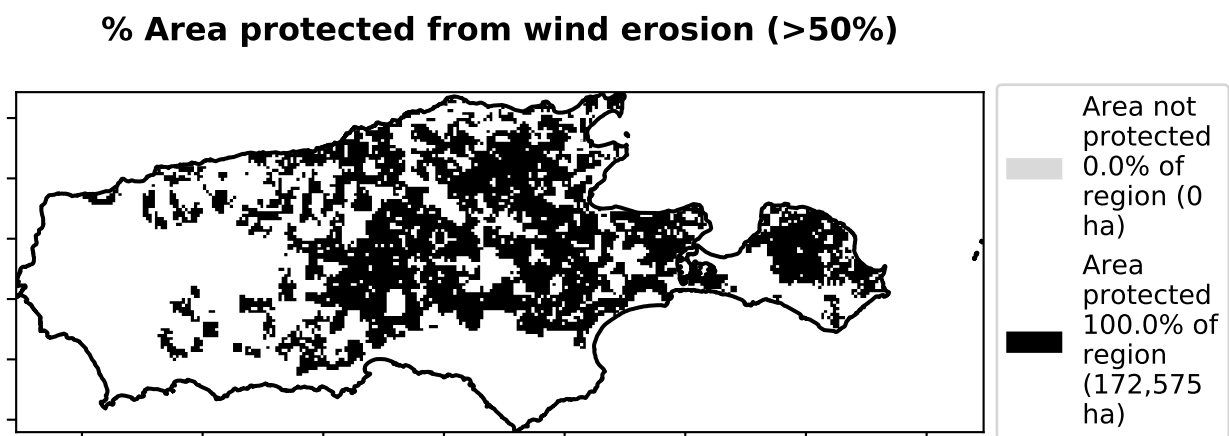 % Area protected from wind erosion (>50%)
Area not
protected
0.0% of
region (0
ha)
Area
protected
100.0% of
region
(172,575
ha)